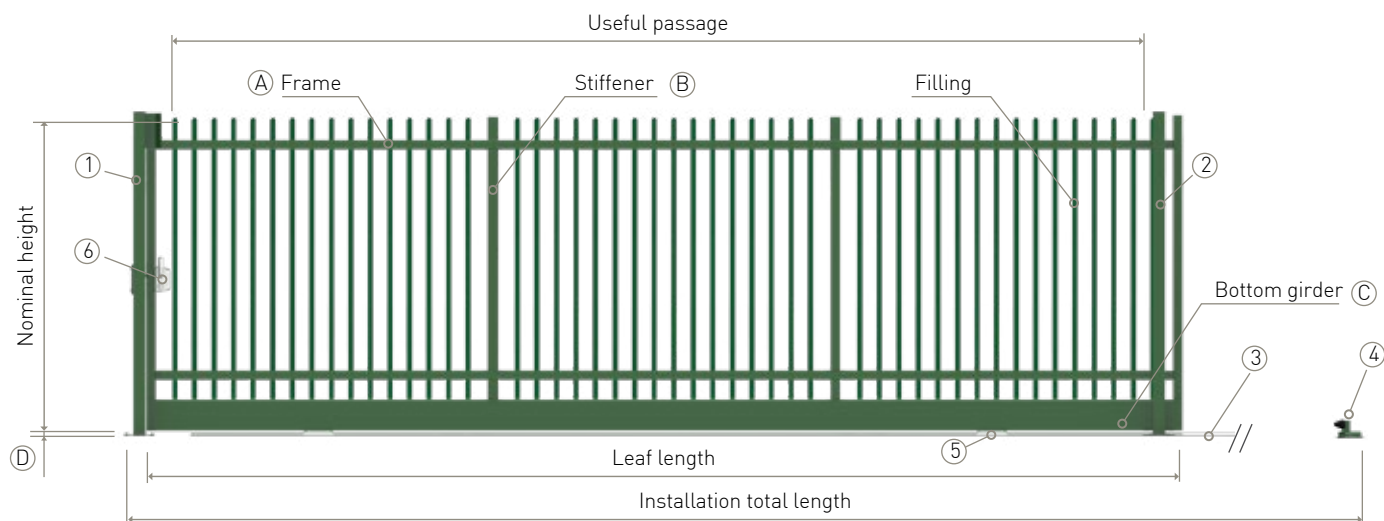 Useful passage
Ⓐ Frame
Stiffener Ⓑ
Filling
①
②
Nominal height
⑥
Bottom girder Ⓒ
③
④
Ⓓ
⑤
Leaf length
Installation total length